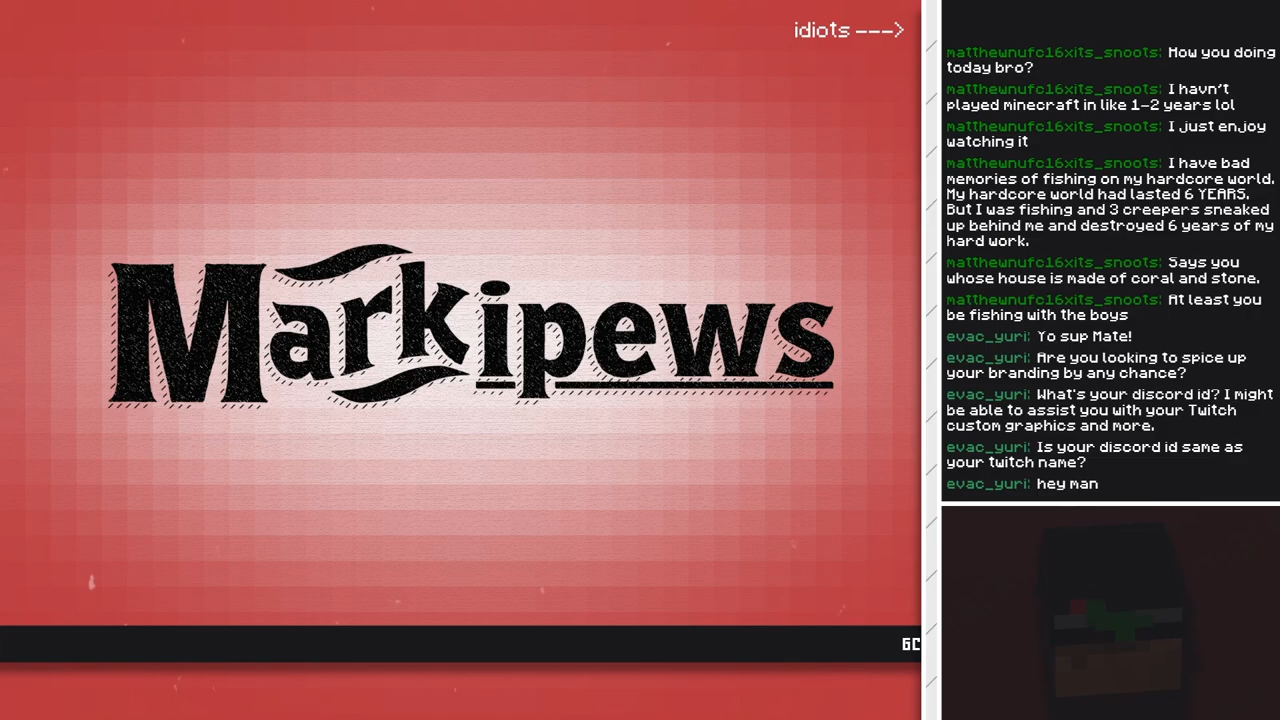 idiots --->
Markipews
GC
matthewnufc16xits_snoots: How you doing
today bro?
matthewnufc16xits_snoots: I havn't
played minecraft in like 1-2 years lol
matthewnufc16xits_snoots: I just enjoy
watching it
matthewnufc16xits_snoots: I have bad
memories of fishing on my hardcore world.
My hardcore world had lasted 6 YEARS.
But I was fishing and 3 creepers sneaked
up behind me and destroyed 6 years of my
hard work.
matthewnufc16xits_snoots: Says you
whose house is made of coral and stone.
matthewnufc16xits_snoots: At least you
be fishing with the boys
evac_yuri: Yo sup Mate!
evac_yuri: Are you looking to spice up
your branding by any chance?
evac_yuri: What's your discord id? I might
be able to assist you with your Twitch
custom graphics and more.
evac_yuri: Is your discord id same as
your twitch name?
evac_yuri: hey man